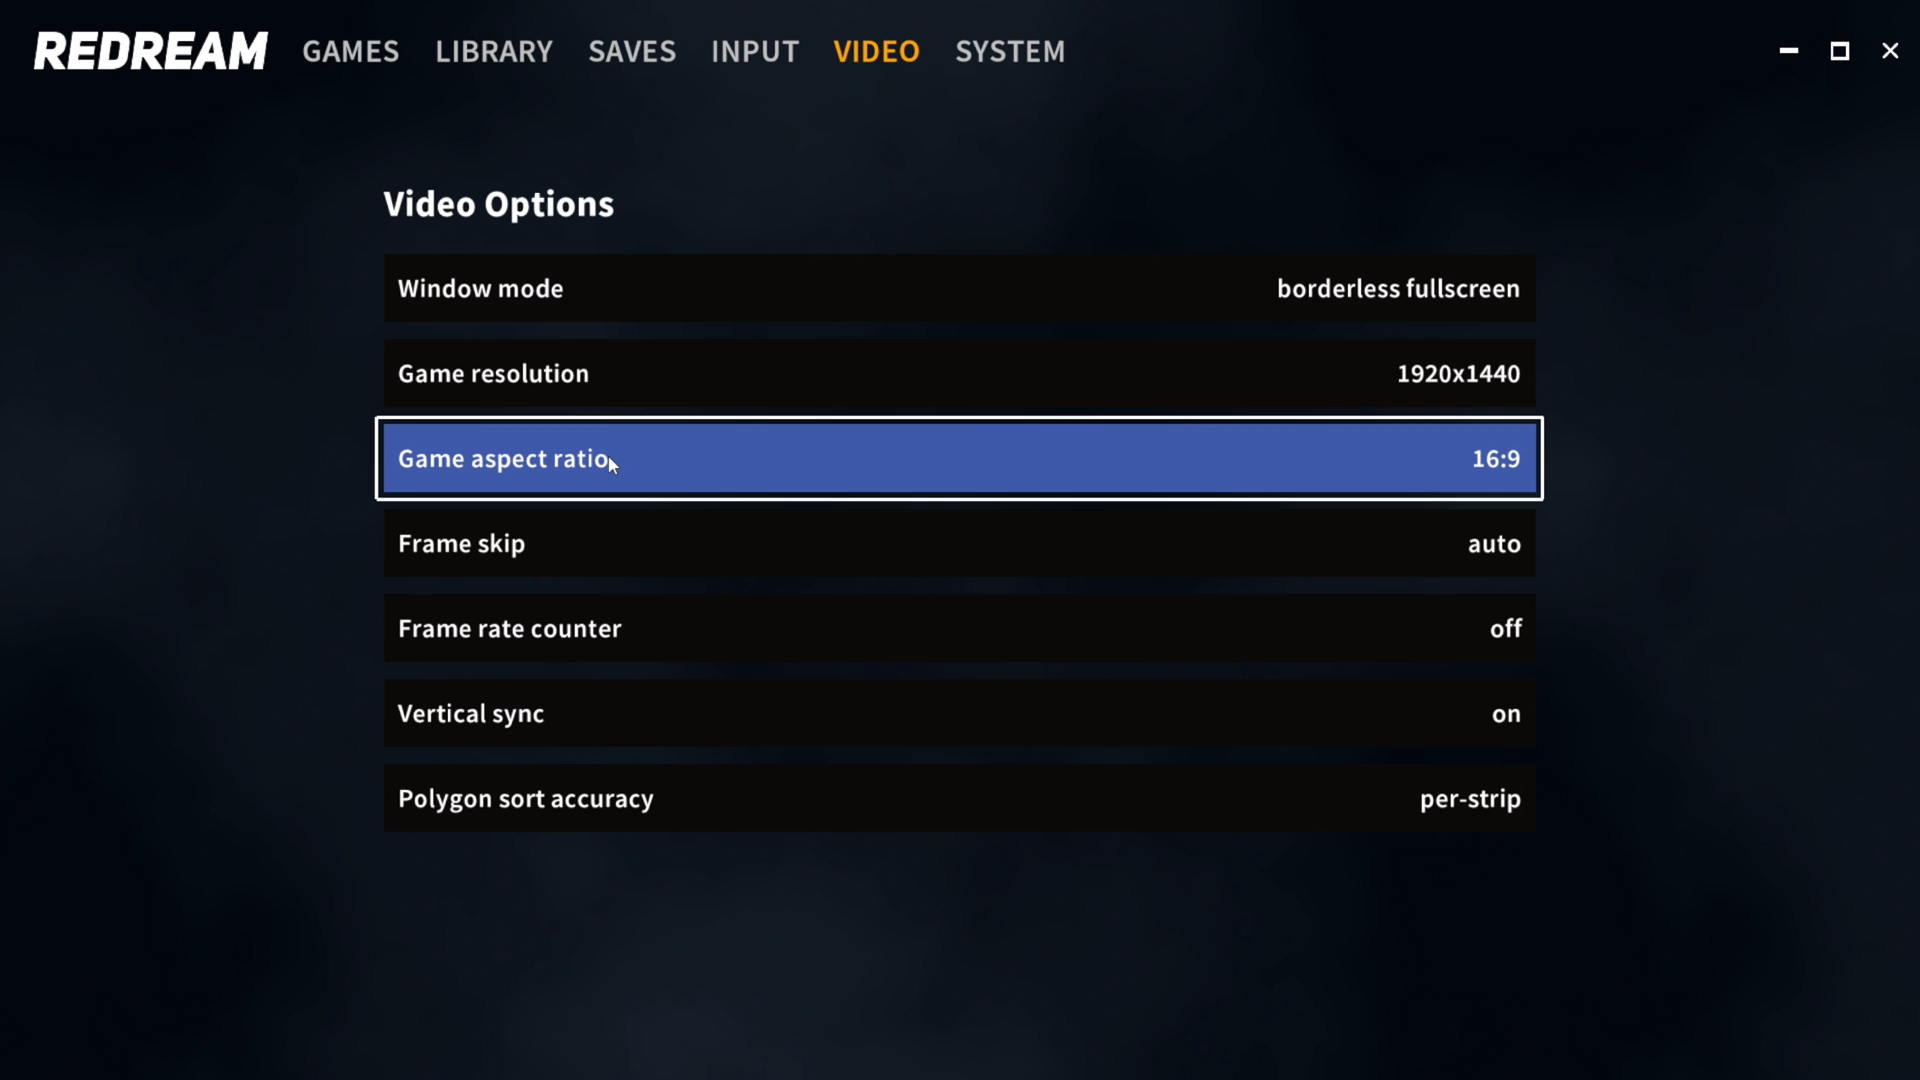 REDREAM GAMES LIBRARY SAVES INPUT VIDEO SYSTEM
Video Options
Window mode borderless fullscreen
Game resolution 1920x1440
Game aspect ratio 16:9
Frame skip auto
Frame rate counter off
Vertical sync on
Polygon sort accuracy per-strip